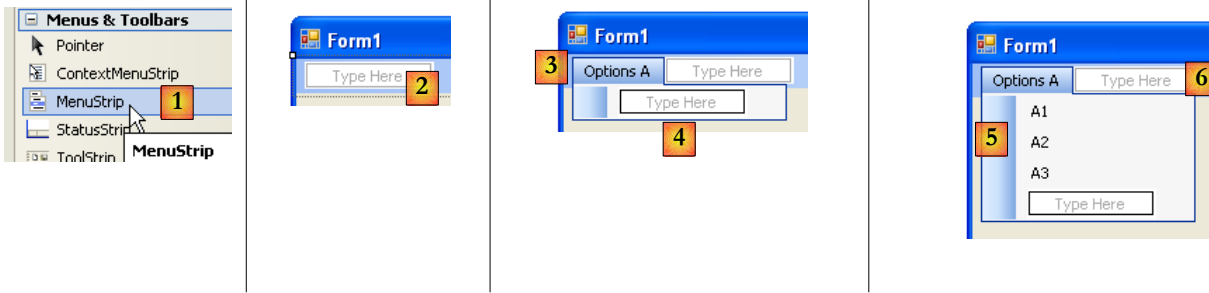 Menus & Toolbars
Pointer
ContextMenuStrip
MenuStrip 1
StatusStrip
ToolStrip
MenuStrip
Form1
Type Here 2
Form1
3 Options A Type Here
Type Here
4
Form1
Options A Type Here 6
A1
5 A2
A3
Type Here